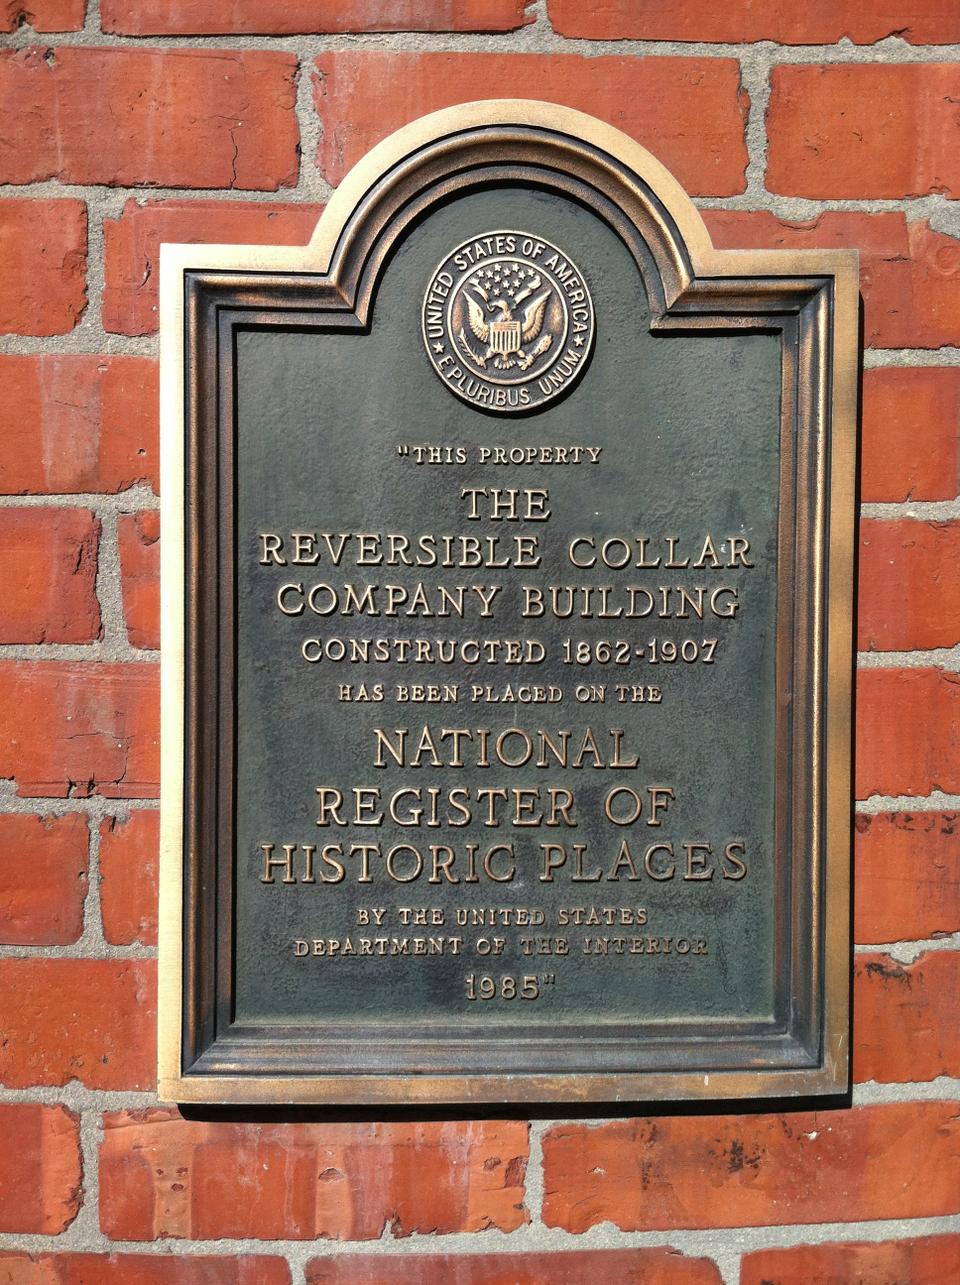 UNITED STATES OF AMERICA
★ E PLURIBUS UNUM ★
"THIS PROPERTY
THE
REVERSIBLE COLLAR
COMPANY BUILDING
CONSTRUCTED 1862-1907
HAS BEEN PLACED ON THE
NATIONAL
REGISTER OF
HISTORIC PLACES
BY THE UNITED STATES
DEPARTMENT OF THE INTERIOR
1985"